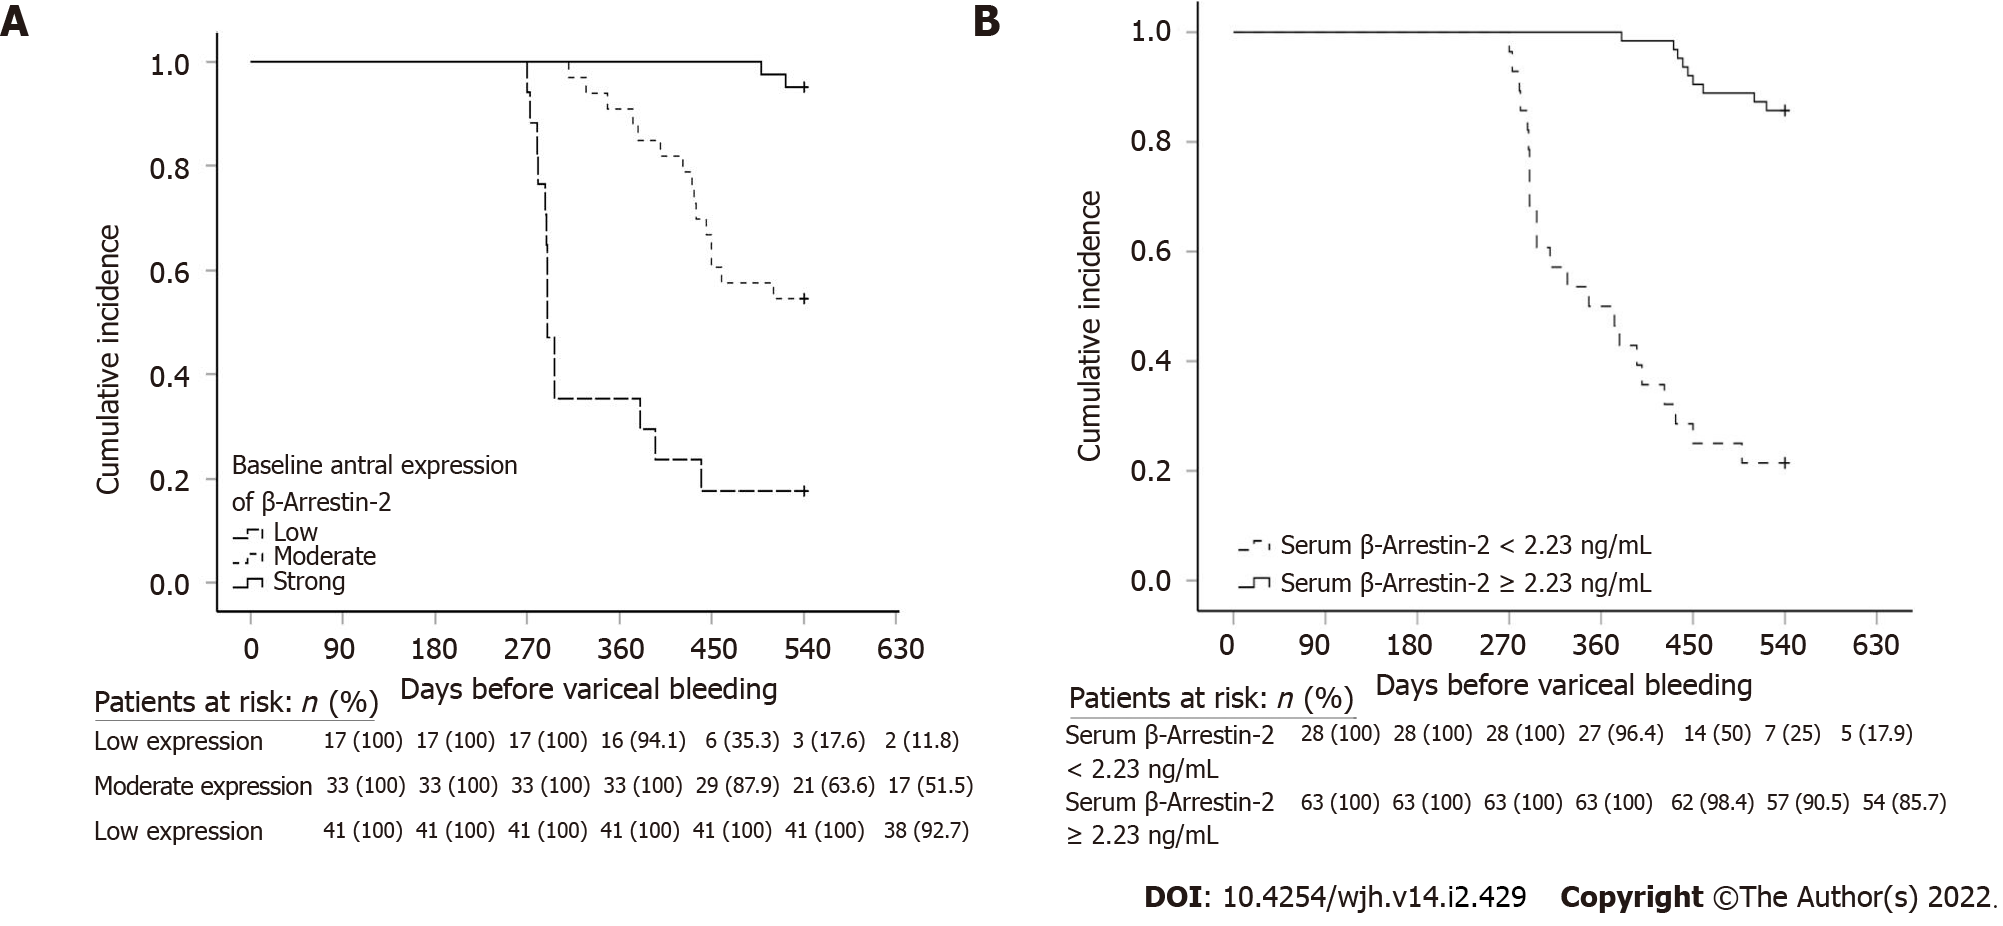 A
1.0
0.8
0.6
0.4
0.2
0.0
Cumulative incidence
Baseline antral expression
of β-Arrestin-2
Low
Moderate
Strong
0 90 180 270 360 450 540 630
Days before variceal bleeding
Patients at risk: n (%)
Low expression 17 (100) 17 (100) 17 (100) 16 (94.1) 6 (35.3) 3 (17.6) 2 (11.8)
Moderate expression 33 (100) 33 (100) 33 (100) 33 (100) 29 (87.9) 21 (63.6) 17 (51.5)
Low expression 41 (100) 41 (100) 41 (100) 41 (100) 41 (100) 41 (100) 38 (92.7)
B
1.0
0.8
0.6
0.4
0.2
0.0
Cumulative incidence
Serum β-Arrestin-2 < 2.23 ng/mL
Serum β-Arrestin-2 ≥ 2.23 ng/mL
0 90 180 270 360 450 540 630
Days before variceal bleeding
Patients at risk: n (%)
Serum β-Arrestin-2 28 (100) 28 (100) 28 (100) 27 (96.4) 14 (50) 7 (25) 5 (17.9)
< 2.23 ng/mL
Serum β-Arrestin-2 63 (100) 63 (100) 63 (100) 63 (100) 62 (98.4) 57 (90.5) 54 (85.7)
≥ 2.23 ng/mL
DOI: 10.4254/wjh.v14.i2.429 Copyright ©The Author(s) 2022.